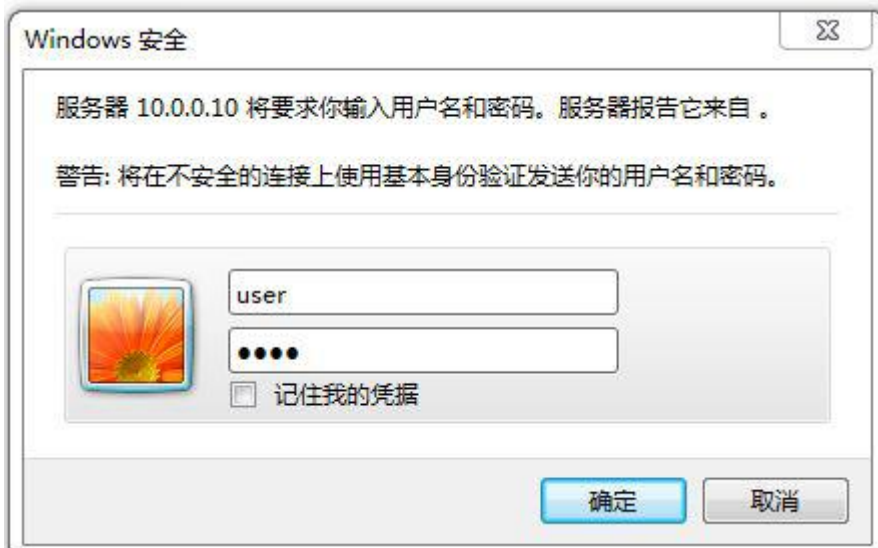 Windows 安全
服务器 10.0.0.10 将要求你输入用户名和密码。服务器报告它来自 。
警告: 将在不安全的连接上使用基本身份验证发送你的用户名和密码。
user
●●●●
记住我的凭据
确定
取消